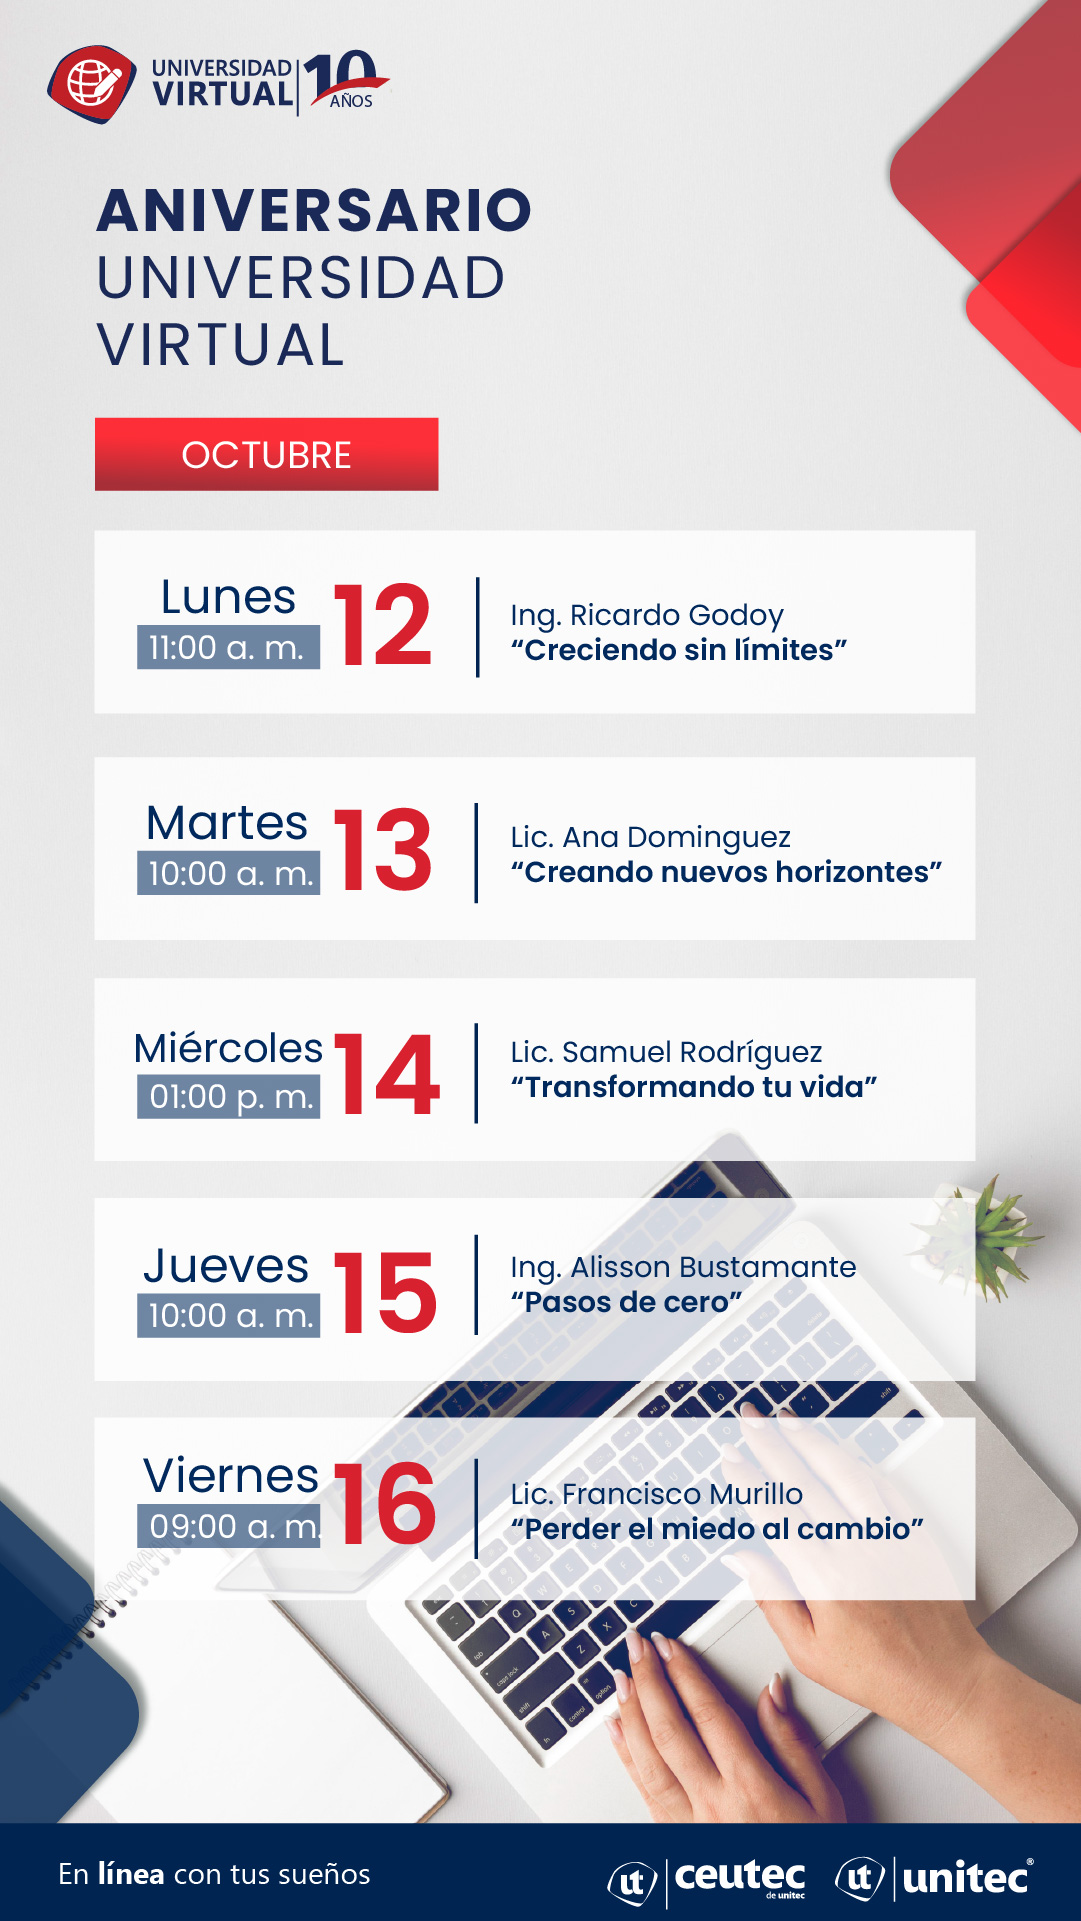 UNIVERSIDAD
VIRTUAL
10
AÑOS
ANIVERSARIO
UNIVERSIDAD
VIRTUAL
OCTUBRE
Lunes 12
11:00 a. m.
Ing. Ricardo Godoy
“Creciendo sin límites”
Martes 13
10:00 a. m.
Lic. Ana Dominguez
“Creando nuevos horizontes”
Miércoles 14
01:00 p. m.
Lic. Samuel Rodríguez
“Transformando tu vida”
Jueves 15
10:00 a. m.
Ing. Alisson Bustamante
“Pasos de cero”
Viernes 16
09:00 a. m.
Lic. Francisco Murillo
“Perder el miedo al cambio”
En línea con tus sueños
ut ceutec
de unitec
ut unitec®